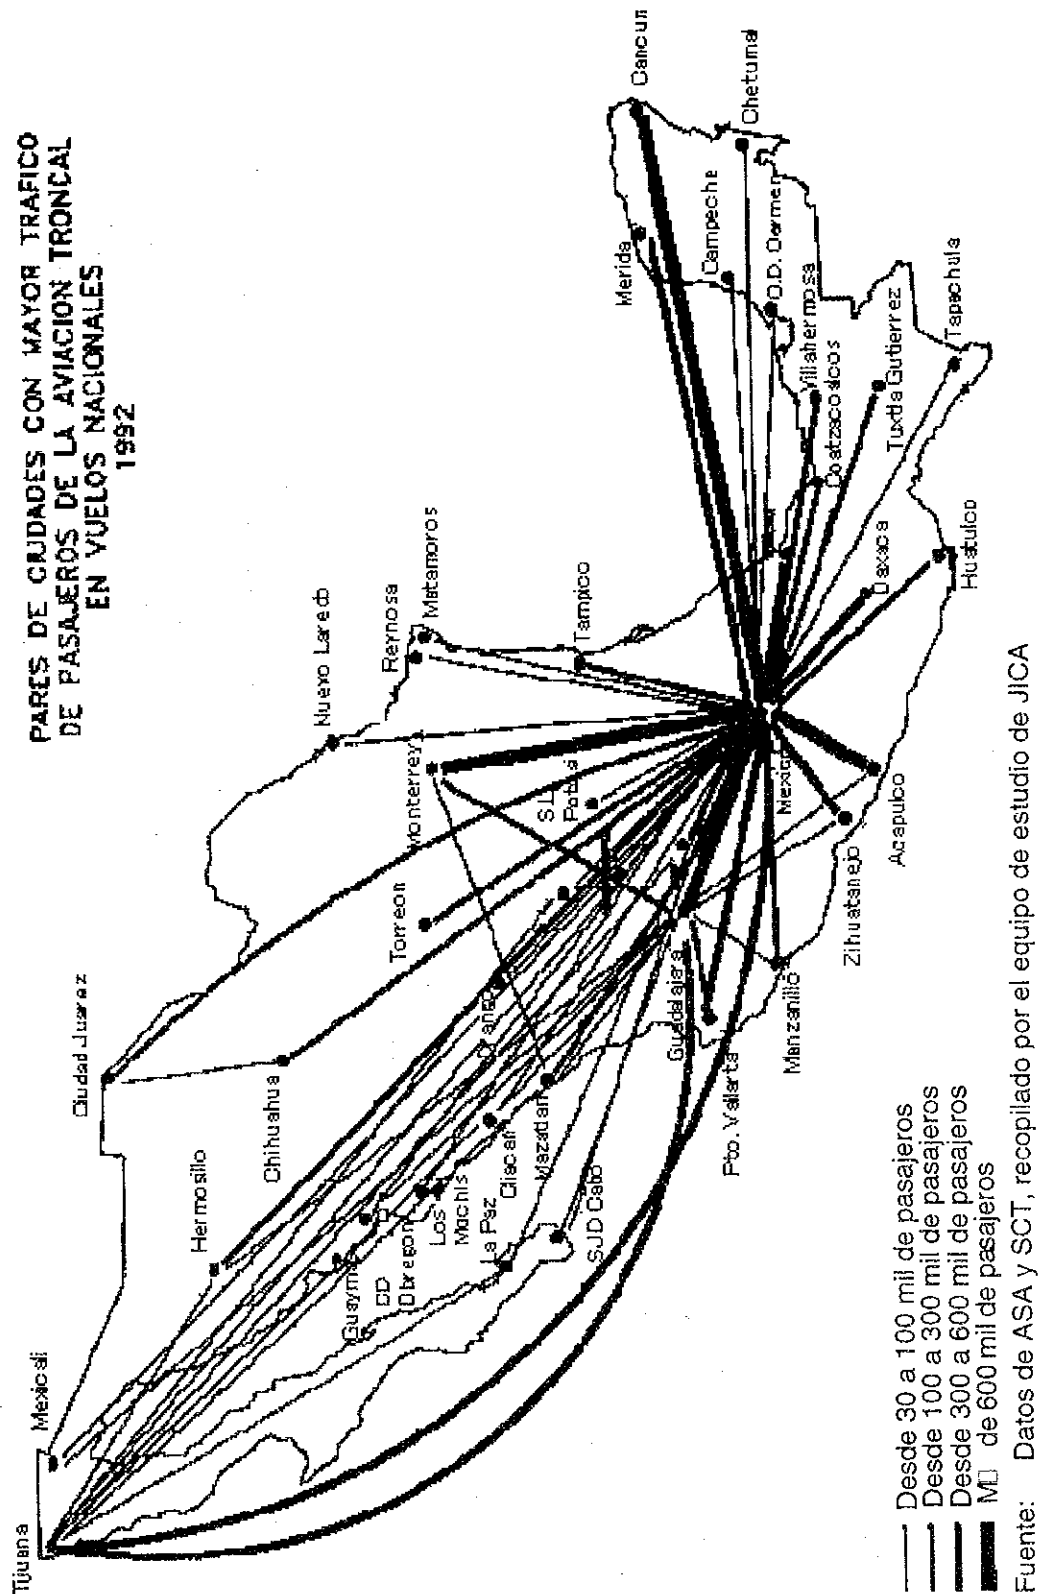 PARES DE CIUDADES CON MAYOR TRAFICO
DE PASAJEROS DE LA AVIACION TRONCAL
EN VUELOS NACIONALES
1992
Tijuana
Mexicali
Hermosillo
Ciudad Juarez
Chihuahua
Guaymas
CD
Obregon
Los
Mochis
La Paz
Cliacan
Mazatlan
SJD Cabo
Torreon
Monterrey
Nuevo Laredo
Reynosa
Matamoros
Tampico
S.L.
Potosi
Guadalajara
Pto. Vallarta
Manzanillo
Zihuatanejo
Acapulco
Mexico
Oaxaca
Huatulco
Merida
Cancun
Campeche
Chetumal
Villahermosa
Coatzacoalcos
Tuxtla Gutierrez
Tapachula
Desde 30 a 100 mil de pasajeros
Desde 100 a 300 mil de pasajeros
Desde 300 a 600 mil de pasajeros
de 600 mil de pasajeros
Fuente: Datos de ASA y SCT, recopilado por el equipo de estudio de JICA